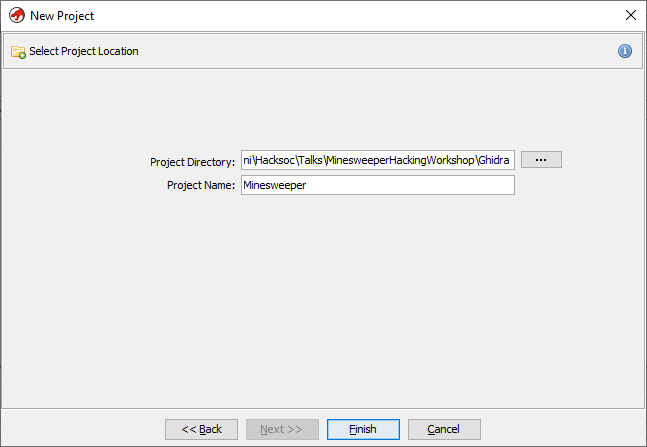 New Project
Select Project Location
Project Directory: ni\Hacksoc\Talks\MinesweeperHackingWorkshop\Ghidra ...
Project Name: Minesweeper
<< Back Next >> Finish Cancel